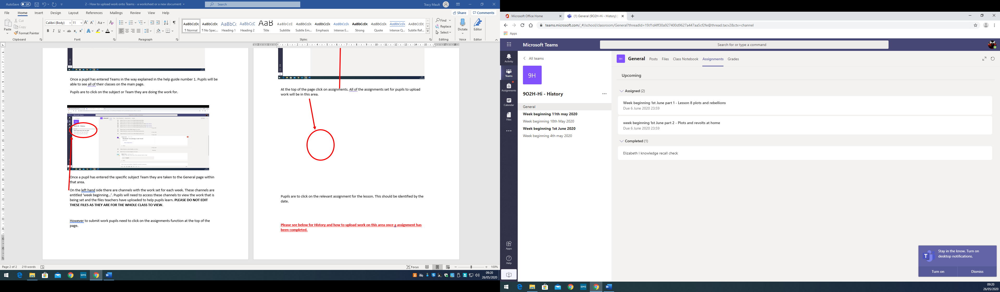 AutoSave Off
2 - How to upload work onto Teams - a worksheet or a new document
Search
Tracy Mault
File Home Insert Design Layout References Mailings Review View Help
Share Comments
Paste
Cut
Copy
Format Painter
Calibri (Body) 11
AaBbCcDc AaBbCcDc AaBbCc AaBbCcC AaB AaBbCcD AaBbCcDc AaBbCcDc AaBbCcDc AaBbCcDc AaBbCcDc AaBbCcDc AABBCCDC
¶ Normal ¶ No Spac... Heading 1 Heading 2 Title Subtitle Subtle Em... Emphasis Intense E... Strong Quote Intense Q... Subtle Ref...
Find
Replace
Select
Dictate
Editor
Clipboard Font Paragraph Styles Editing Voice Editor
Once a pupil has entered Teams in the way explained in the help guide number 1. Pupils will be
able to see all of their classes on the main page.
Pupils are to click on the subject or Team they are doing the work for.
Once a pupil has entered the specific subject Team they are taken to the General page within
that area.
On the left hand side there are channels with the work set for each week. These channels are
entitled ‘week beginning…’. Pupils will need to access these channels to view the work that is
being set and the files teachers have uploaded to help pupils learn. PLEASE DO NOT EDIT
THESE FILES AS THEY ARE FOR THE WHOLE CLASS TO VIEW.
However to submit work pupils need to click on the assignments function at the top of the
page.
At the top of the page click on assignments. All of the assignments set for pupils to upload
work will be in this area.
Pupils are to click on the relevant assignment for the lesson. This should be identified by the
date.
Please see below for History and how to upload work on this area once a assignment has
been completed.
Page 2 of 2 219 words
Focus
100%
09:20
26/05/2020
Microsoft Office Home
(1) General (9O2H-Hi - History) |
teams.microsoft.com/_#/school/classroom/General?threadId=19:f1d4ff30a927400d9627a447aa5cf2fe@thread.tacv2&ctx=channel
Apps
Microsoft Teams
Search for or type a command
Activity
Teams
Assignments
Calendar
Files
Apps
Help
All teams
9H
9O2H-Hi - History
General
Week beginning 11th may 2020
Week beginning 18th May 2020
Week beginning 1st June 2020
Week beginning 4th may 2020
9H General Posts Files Class Notebook Assignments Grades
Upcoming
Assigned (2)
Week beginning 1st June part 1 - Lesson 8 plots and rebellions
Due 6 June 2020 23:59
week beginning 1st June part 2 - Plots and revolts at home
Due 6 June 2020 23:59
Completed (1)
Elizabeth I knowledge recall check
Stay in the know. Turn on
desktop notifications.
Turn on Dismiss
09:20
26/05/2020